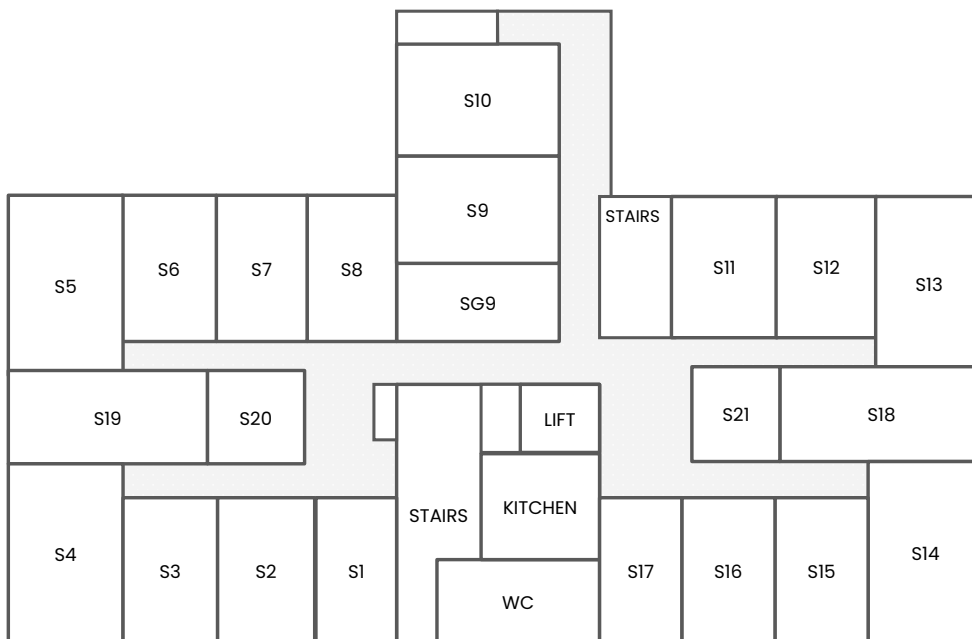 S10
S9
STAIRS
S5
S6
S7
S8
SG9
S11
S12
S13
S19
S20
LIFT
S21
S18
STAIRS
KITCHEN
S4
S3
S2
S1
WC
S17
S16
S15
S14